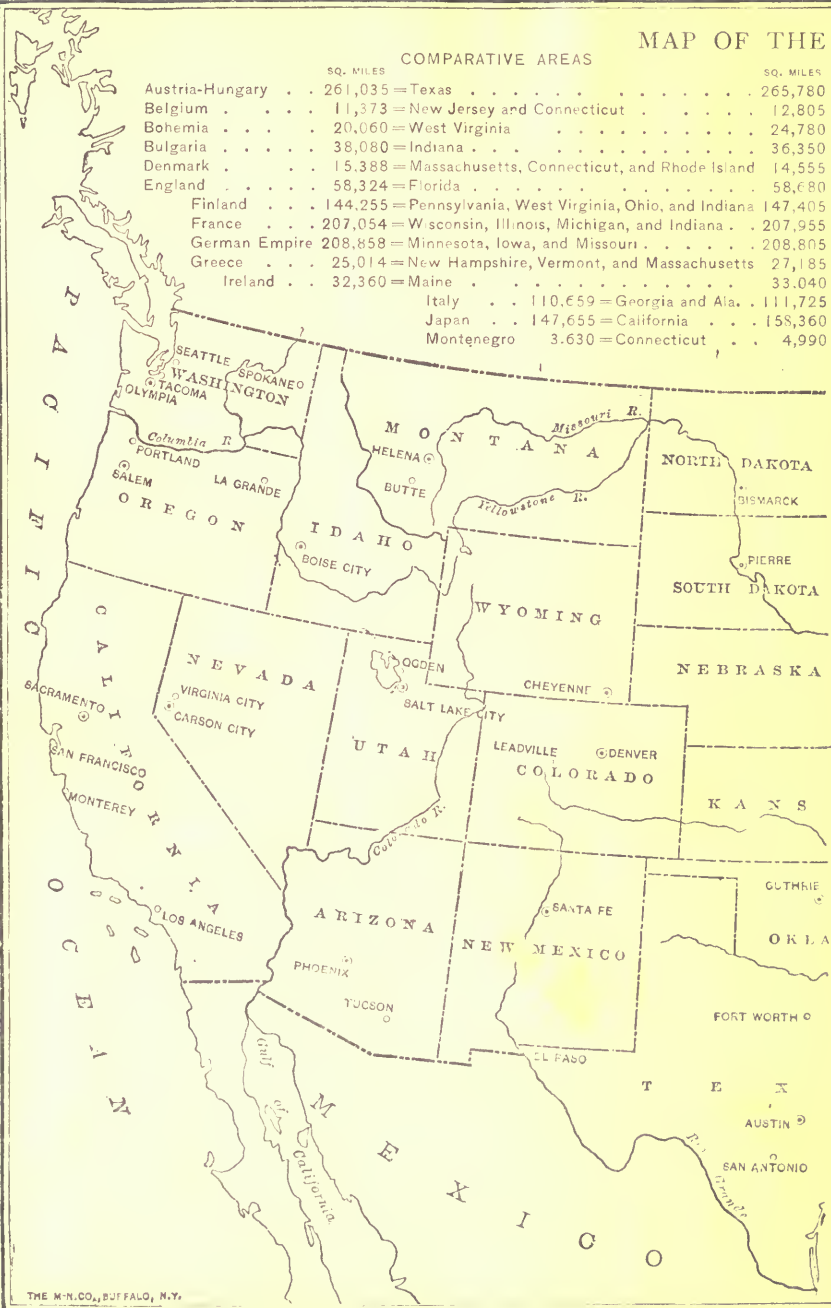 MAP OF THE
COMPARATIVE AREAS
SQ. MILES SQ. MILES
Austria-Hungary . . 261,035 = Texas . . . . . . . . . . 265,780
Belgium . . . . 11,373 = New Jersey and Connecticut . . . . . 12,805
Bohemia . . . . . 20,060 = West Virginia . . . . . . . . . . 24,780
Bulgaria . . . . 38,080 = Indiana . . . . . . . . . . . . 36,350
Denmark . . . 15.388 = Massachusetts, Connecticut, and Rhode Island 14,555
England . . . . . 58,324 = Florida . . . . . . . . . . . . 58,680
Finland . . . 144.255 = Pennsylvania, West Virginia, Ohio, and Indiana 147,405
France . . . 207,054 = Wisconsin, Illinois, Michigan, and Indiana . . 207,955
German Empire 208,858 = Minnesota, Iowa, and Missouri . . . . . . 208,805
Greece . . . 25,014 = New Hampshire, Vermont, and Massachusetts 27,185
Ireland . . 32,360 = Maine . . . . . . . . . . . . 33.040
Italy . . 110,659 = Georgia and Ala. . 111,725
Japan . . 147,655 = California . . . 158,360
Montenegro 3.630 = Connecticut . . 4,990
PACIFIC
OCEAN
SEATTLE
SPOKANE
WASHINGTON
TACOMA
OLYMPIA
Columbia R
PORTLAND
SALEM
LA GRANDE
OREGON
IDAHO
BOISE CITY
MONTANA
Missouri R.
HELENA
BUTTE
Yellowstone R.
NORTH DAKOTA
BISMARCK
PIERRE
SOUTH DAKOTA
WYOMING
CHEYENNE
NEBRASKA
CALIFORNIA
SACRAMENTO
SAN FRANCISCO
MONTEREY
LOS ANGELES
NEVADA
VIRGINIA CITY
CARSON CITY
OGDEN
SALT LAKE CITY
UTAH
Colorado R.
LEADVILLE
DENVER
COLORADO
KANS
ARIZONA
PHOENIX
TUCSON
SANTA FE
NEW MEXICO
GUTHRIE
OKLA
FORT WORTH
EL PASO
TEX
AUSTIN
SAN ANTONIO
Rio Grande
Gulf of California
MEXICO
THE M-N.CO., BUFFALO, N.Y.